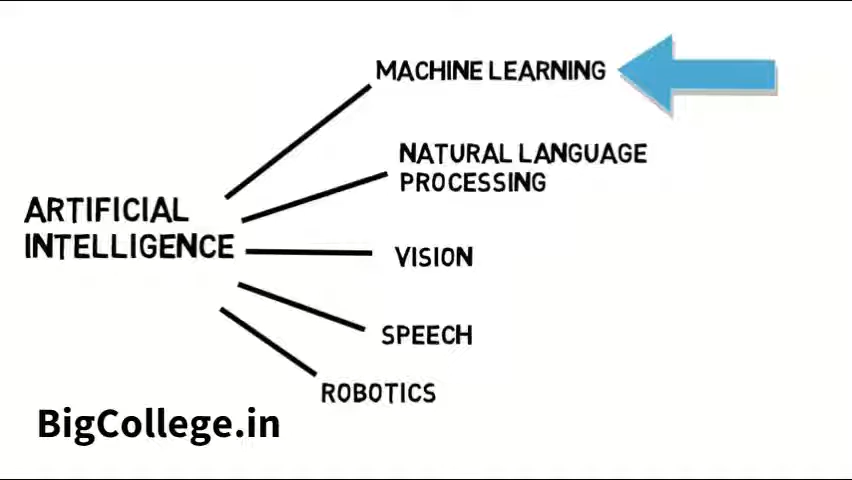 MACHINE LEARNING
NATURAL LANGUAGE
PROCESSING
ARTIFICIAL
INTELLIGENCE
VISION
SPEECH
ROBOTICS
BigCollege.in